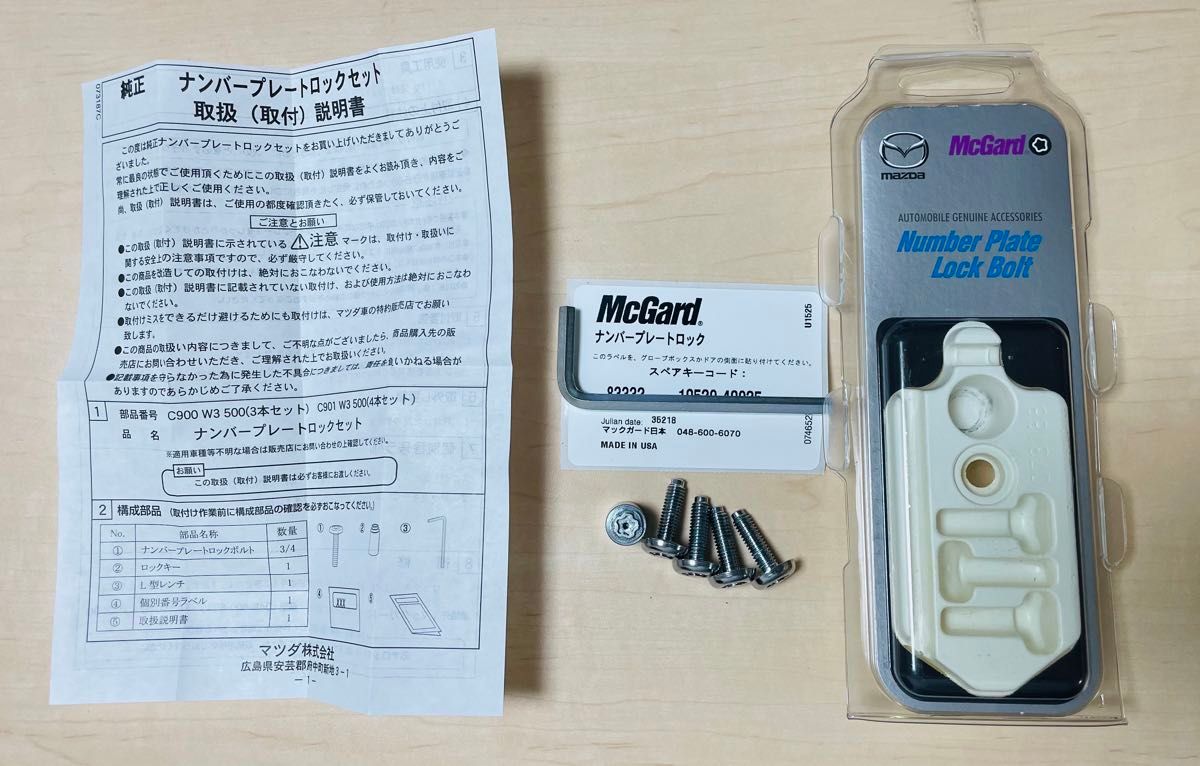 073187C
純正 ナンバープレートロックセット
取扱（取付）説明書
この度は純正ナンバープレートロックセットをお買い上げいただきましてありがとうご
ざいました。
常に最良の状態でご使用頂くためにこの取扱（取付）説明書をよくお読み頂き、内容をご
理解された上で正しくご使用ください。
尚、取扱（取付）説明書は、ご使用の都度確認頂きたく、必ず保管しておいてください。
ご注意とお願い
●この取扱（取付）説明書に示されている⚠注意マークは、取付け・取扱いに
関する安全上の注意事項ですので、必ず厳守してください。
●この商品を改造しての取付けは、絶対におこなわないでください。
●この取扱（取付）説明書に記載されていない取付け、および使用方法は絶対におこなわ
ないでください。
●取付けミスをできるだけ避けるためにも取付けは、マツダ車の特約販売店でお願い
致します。
●この商品の取扱い内容につきまして、ご不明な点がございましたら、商品購入先の販
売店にお問い合わせいただき、ご理解された上でお取扱いください。
●記載事項を守らなかった為に発生した不具合につきましては、責任を負いかねる場合が
ありますのであらかじめご了承ください。
1 部品番号 C900 W3 500(3本セット) C901 W3 500(4本セット)
品 名 ナンバープレートロックセット
※適用車種等不明な場合は販売店にお問い合わせの上確認してください。
お願い
この取扱（取付）説明書は必ずお客様にお渡しください。
2 構成部品（取付け作業前に構成部品の確認を必ずおこなってください。）
No. 部品名称 数量
① ナンバープレートロックボルト 3/4
② ロックキー 1
③ L型レンチ 1
④ 個別番号ラベル 1
⑤ 取扱説明書 1
① ② ③
④ XXX ⑤
マツダ株式会社
広島県安芸郡府中町新地3-1
－1－
McGard®
ナンバープレートロック
このラベルを、グローブボックスかドアの側面に貼り付けてください。
スペアキーコード：
Julian date: 35218
マックガード日本 048-600-6070
MADE IN USA
U1525
074652
mazda
McGard
AUTOMOBILE GENUINE ACCESSORIES
Number Plate
Lock Bolt